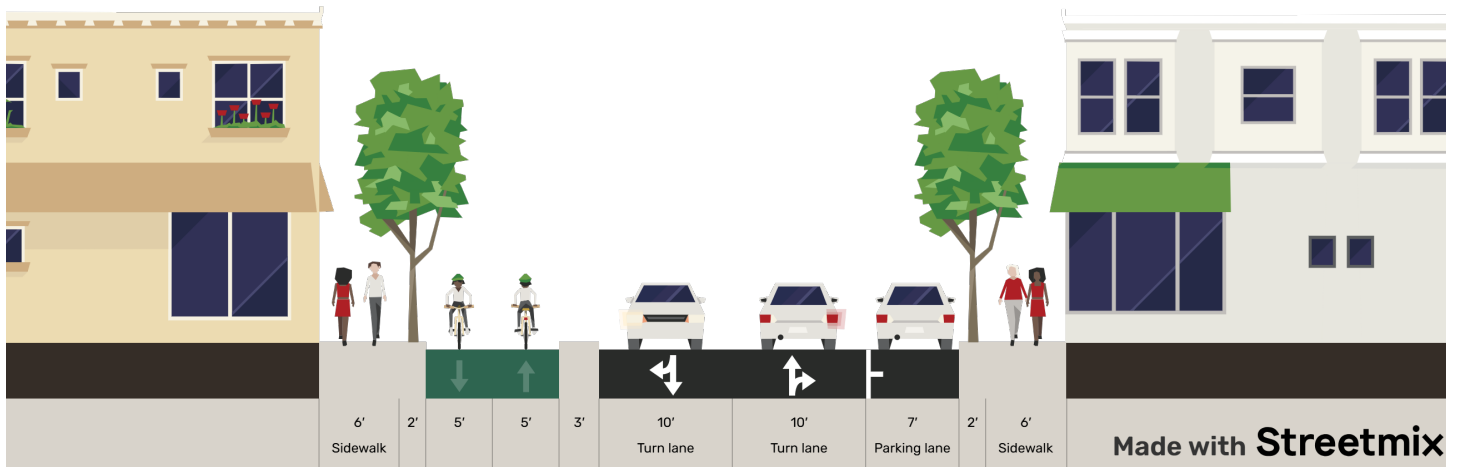 6′ 2′ 5′ 5′ 3′ 10′ 10′ 7′ 2′ 6′
Sidewalk Turn lane Turn lane Parking lane Sidewalk
Made with Streetmix